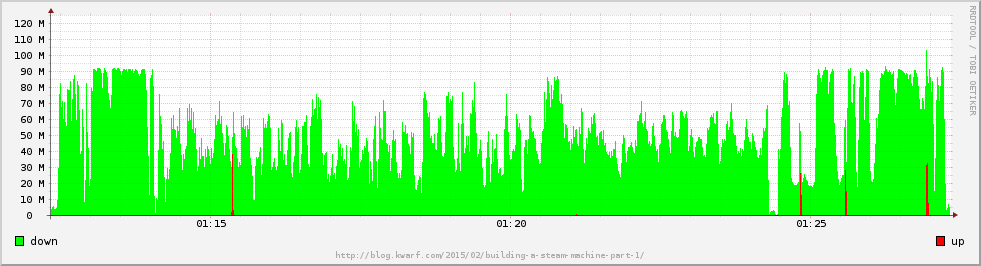 RRDTOOL / TOBI OETIKER
120 M
110 M
100 M
90 M
80 M
70 M
60 M
50 M
40 M
30 M
20 M
10 M
0
01:15 01:20 01:25
down up
http://blog.kwarf.com/2015/02/building-a-steam-machine-part-1/